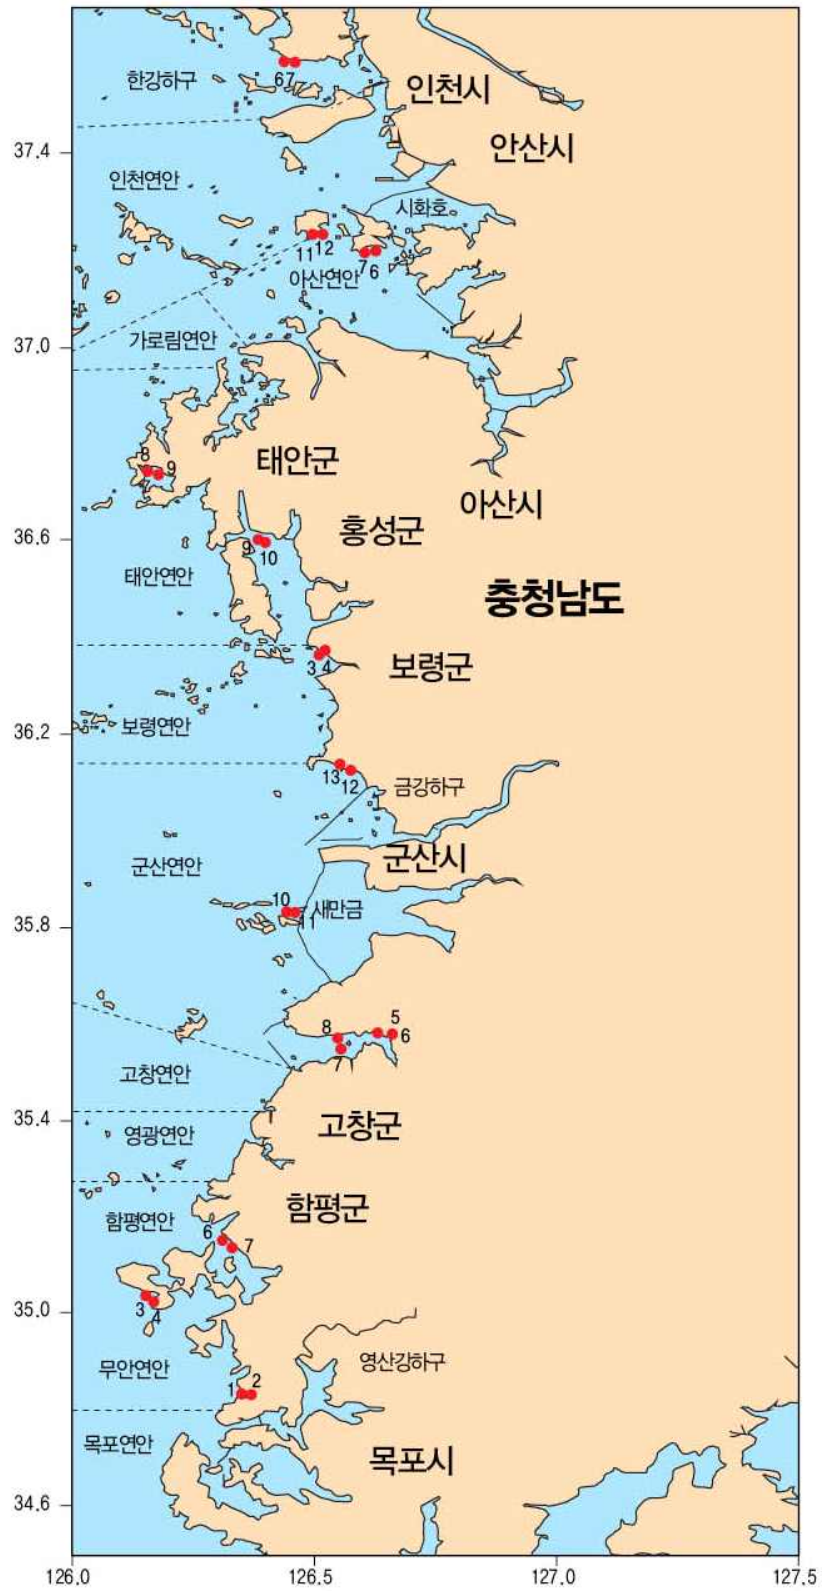 한강하구
67
인천시
안산시
37.4
인천연안
시화호
11
12
7
6
아산연안
37.0
가로림연안
8
9
태안군
아산시
홍성군
36.6
9
10
태안연안
충청남도
3
4
보령군
36.2
보령연안
13
12
금강하구
군산연안
군산시
10
11
새만금
35.8
8
5
6
7
고창연안
35.4
영광연안
고창군
함평연안
함평군
6
7
35.0
3
4
무안연안
영산강하구
1
2
목포연안
목포시
34.6
126.0
126.5
127.0
127.5